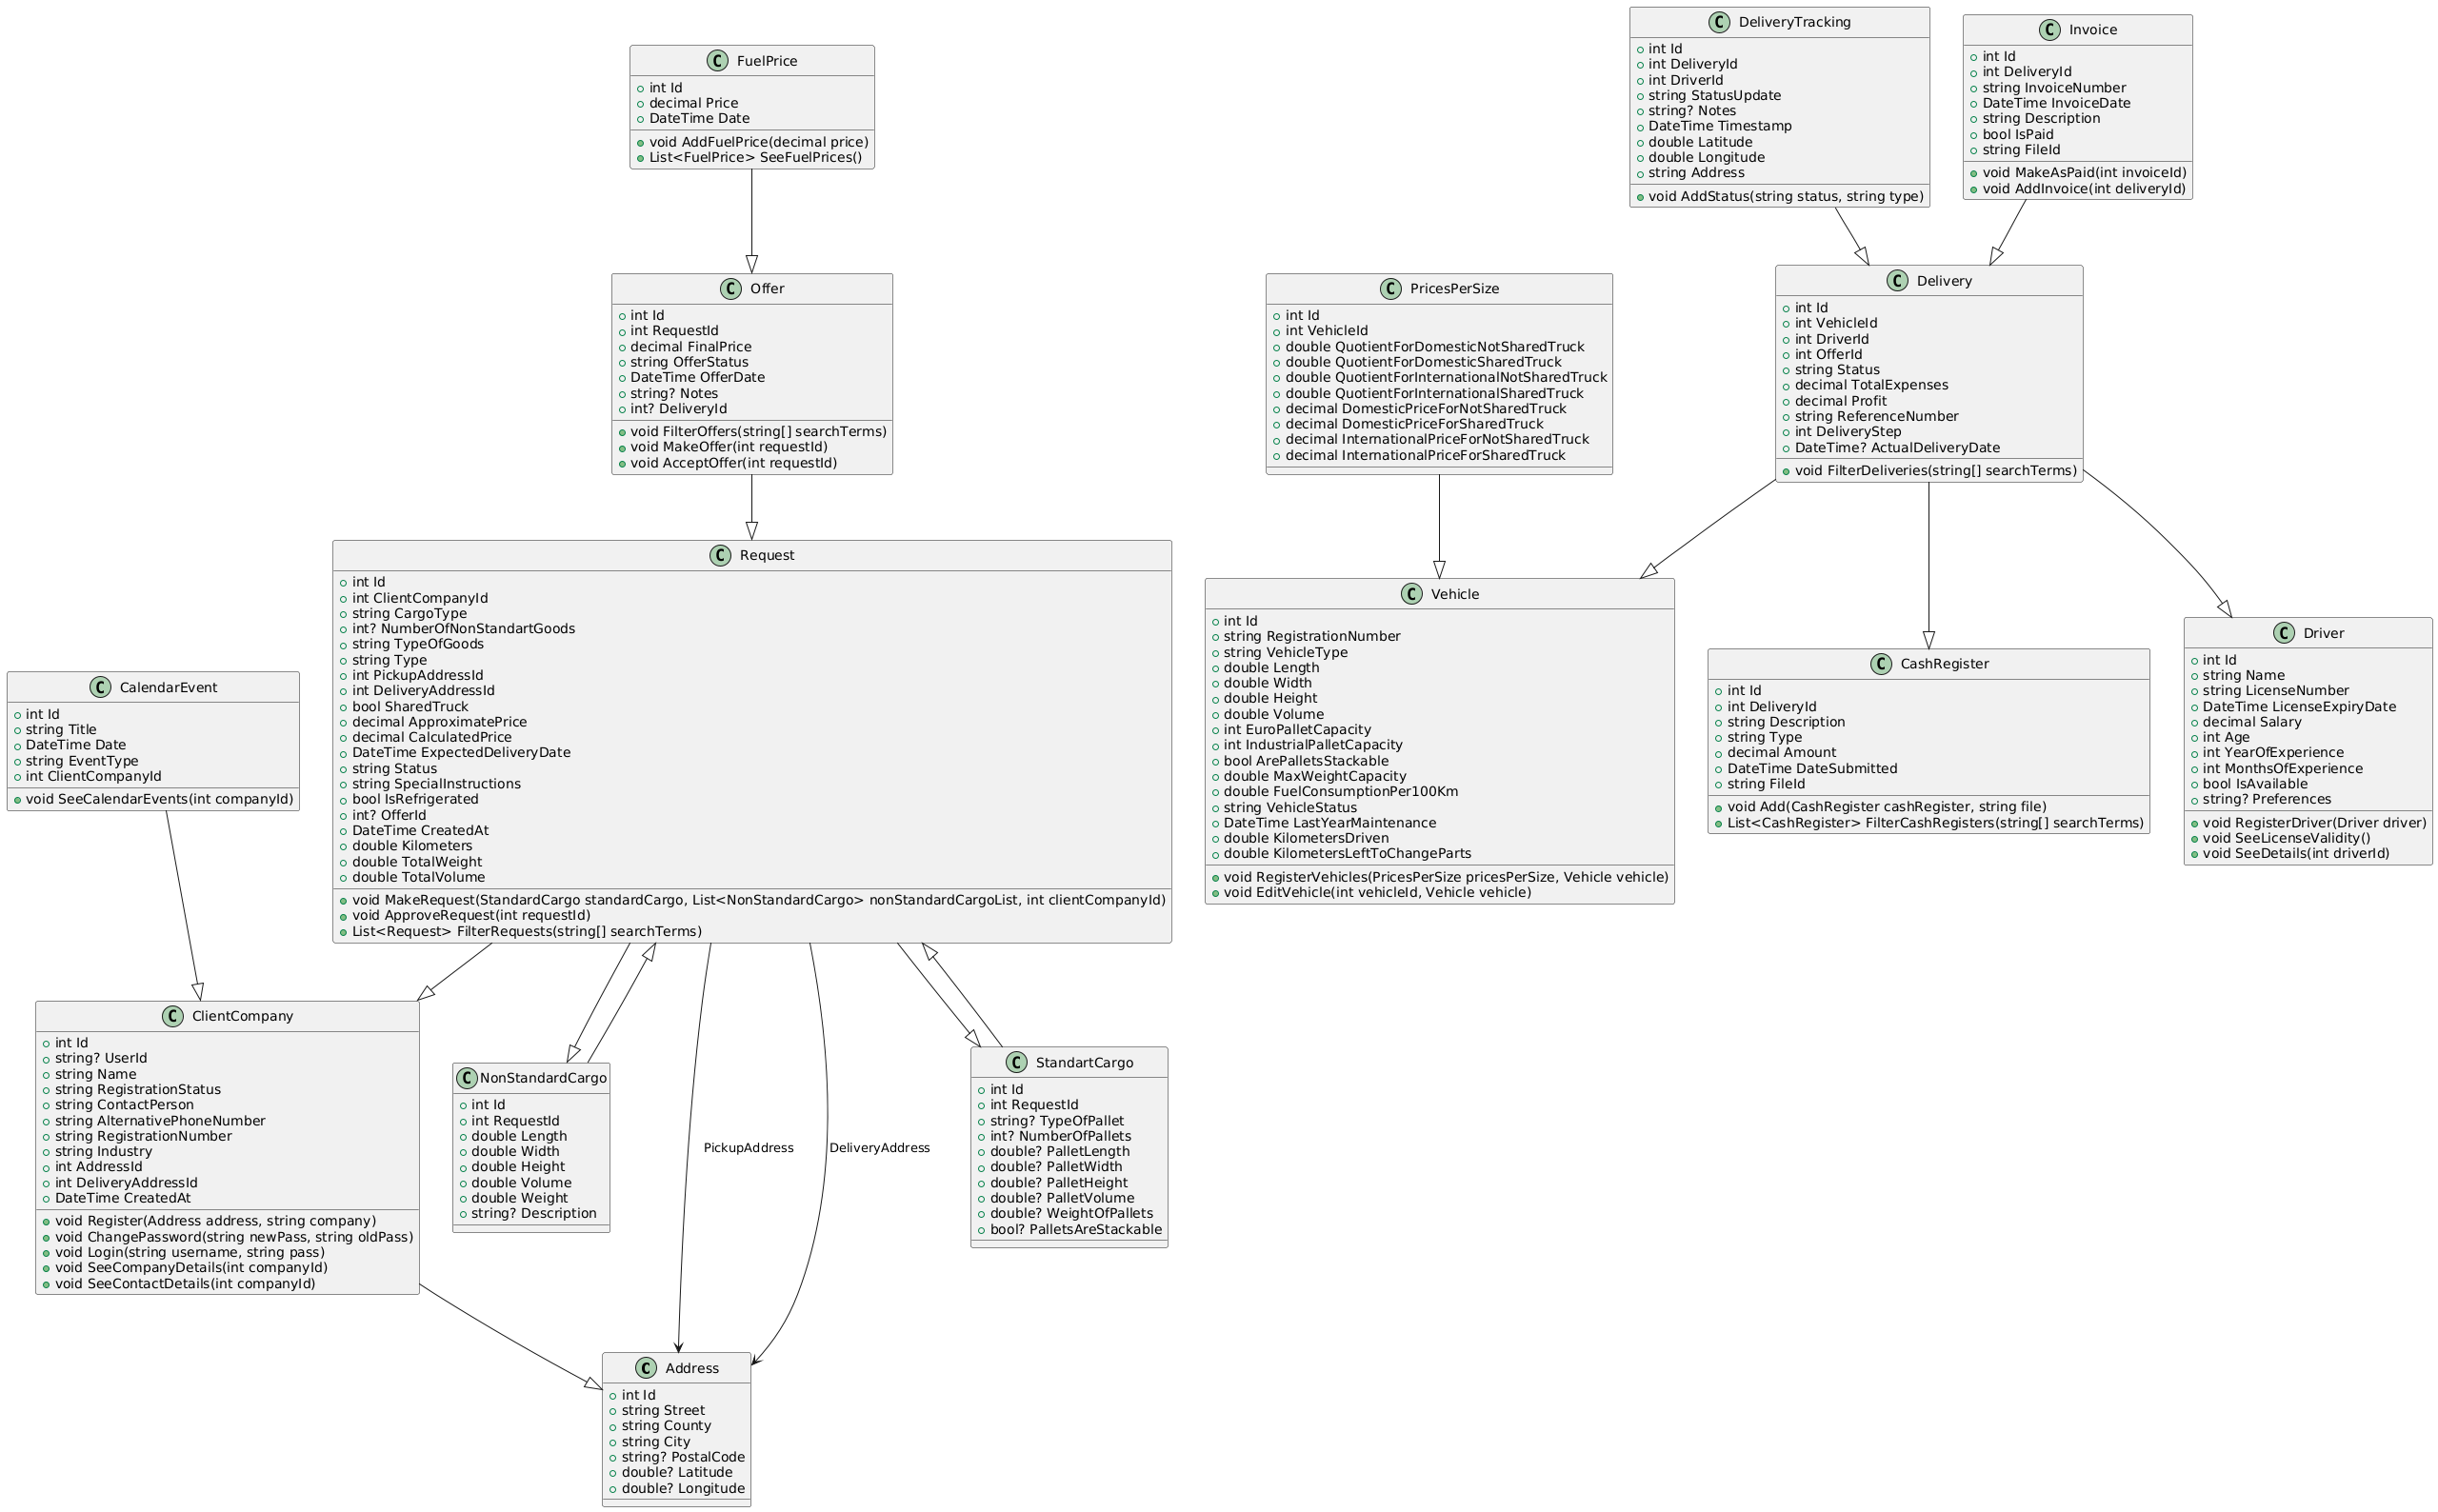 DeliveryTracking
int Id
int DeliveryId
int DriverId
string StatusUpdate
string? Notes
DateTime Timestamp
double Latitude
double Longitude
string Address
void AddStatus(string status, string type)
Invoice
int Id
int DeliveryId
string InvoiceNumber
DateTime InvoiceDate
string Description
bool IsPaid
string FileId
void MakeAsPaid(int invoiceId)
void AddInvoice(int deliveryId)
FuelPrice
int Id
decimal Price
DateTime Date
void AddFuelPrice(decimal price)
List<FuelPrice> SeeFuelPrices()
Offer
int Id
int RequestId
decimal FinalPrice
string OfferStatus
DateTime OfferDate
string? Notes
int? DeliveryId
void FilterOffers(string[] searchTerms)
void MakeOffer(int requestId)
void AcceptOffer(int requestId)
PricesPerSize
int Id
int VehicleId
double QuotientForDomesticNotSharedTruck
double QuotientForDomesticSharedTruck
double QuotientForInternationalNotSharedTruck
double QuotientForInternationalSharedTruck
decimal DomesticPriceForNotSharedTruck
decimal DomesticPriceForSharedTruck
decimal InternationalPriceForNotSharedTruck
decimal InternationalPriceForSharedTruck
Delivery
int Id
int VehicleId
int DriverId
int OfferId
string Status
decimal TotalExpenses
decimal Profit
string ReferenceNumber
int DeliveryStep
DateTime? ActualDeliveryDate
void FilterDeliveries(string[] searchTerms)
Request
int Id
int ClientCompanyId
string CargoType
int? NumberOfNonStandartGoods
string TypeOfGoods
string Type
int PickupAddressId
int DeliveryAddressId
bool SharedTruck
decimal ApproximatePrice
decimal CalculatedPrice
DateTime ExpectedDeliveryDate
string Status
string SpecialInstructions
bool IsRefrigerated
int? OfferId
DateTime CreatedAt
double Kilometers
double TotalWeight
double TotalVolume
void MakeRequest(StandardCargo standardCargo, List<NonStandardCargo> nonStandardCargoList, int clientCompanyId)
void ApproveRequest(int requestId)
List<Request> FilterRequests(string[] searchTerms)
Vehicle
int Id
string RegistrationNumber
string VehicleType
double Length
double Width
double Height
double Volume
int EuroPalletCapacity
int IndustrialPalletCapacity
bool ArePalletsStackable
double MaxWeightCapacity
double FuelConsumptionPer100Km
string VehicleStatus
DateTime LastYearMaintenance
double KilometersDriven
double KilometersLeftToChangeParts
void RegisterVehicles(PricesPerSize pricesPerSize, Vehicle vehicle)
void EditVehicle(int vehicleId, Vehicle vehicle)
CashRegister
int Id
int DeliveryId
string Description
string Type
decimal Amount
DateTime DateSubmitted
string FileId
void Add(CashRegister cashRegister, string file)
List<CashRegister> FilterCashRegisters(string[] searchTerms)
Driver
int Id
string Name
string LicenseNumber
DateTime LicenseExpiryDate
decimal Salary
int Age
int YearOfExperience
int MonthsOfExperience
bool IsAvailable
string? Preferences
void RegisterDriver(Driver driver)
void SeeLicenseValidity()
void SeeDetails(int driverId)
CalendarEvent
int Id
string Title
DateTime Date
string EventType
int ClientCompanyId
void SeeCalendarEvents(int companyId)
ClientCompany
int Id
string? UserId
string Name
string RegistrationStatus
string ContactPerson
string AlternativePhoneNumber
string RegistrationNumber
string Industry
int AddressId
int DeliveryAddressId
DateTime CreatedAt
void Register(Address address, string company)
void ChangePassword(string newPass, string oldPass)
void Login(string username, string pass)
void SeeCompanyDetails(int companyId)
void SeeContactDetails(int companyId)
NonStandardCargo
int Id
int RequestId
double Length
double Width
double Height
double Volume
double Weight
string? Description
PickupAddress
DeliveryAddress
StandartCargo
int Id
int RequestId
string? TypeOfPallet
int? NumberOfPallets
double? PalletLength
double? PalletWidth
double? PalletHeight
double? PalletVolume
double? WeightOfPallets
bool? PalletsAreStackable
Address
int Id
string Street
string County
string City
string? PostalCode
double? Latitude
double? Longitude